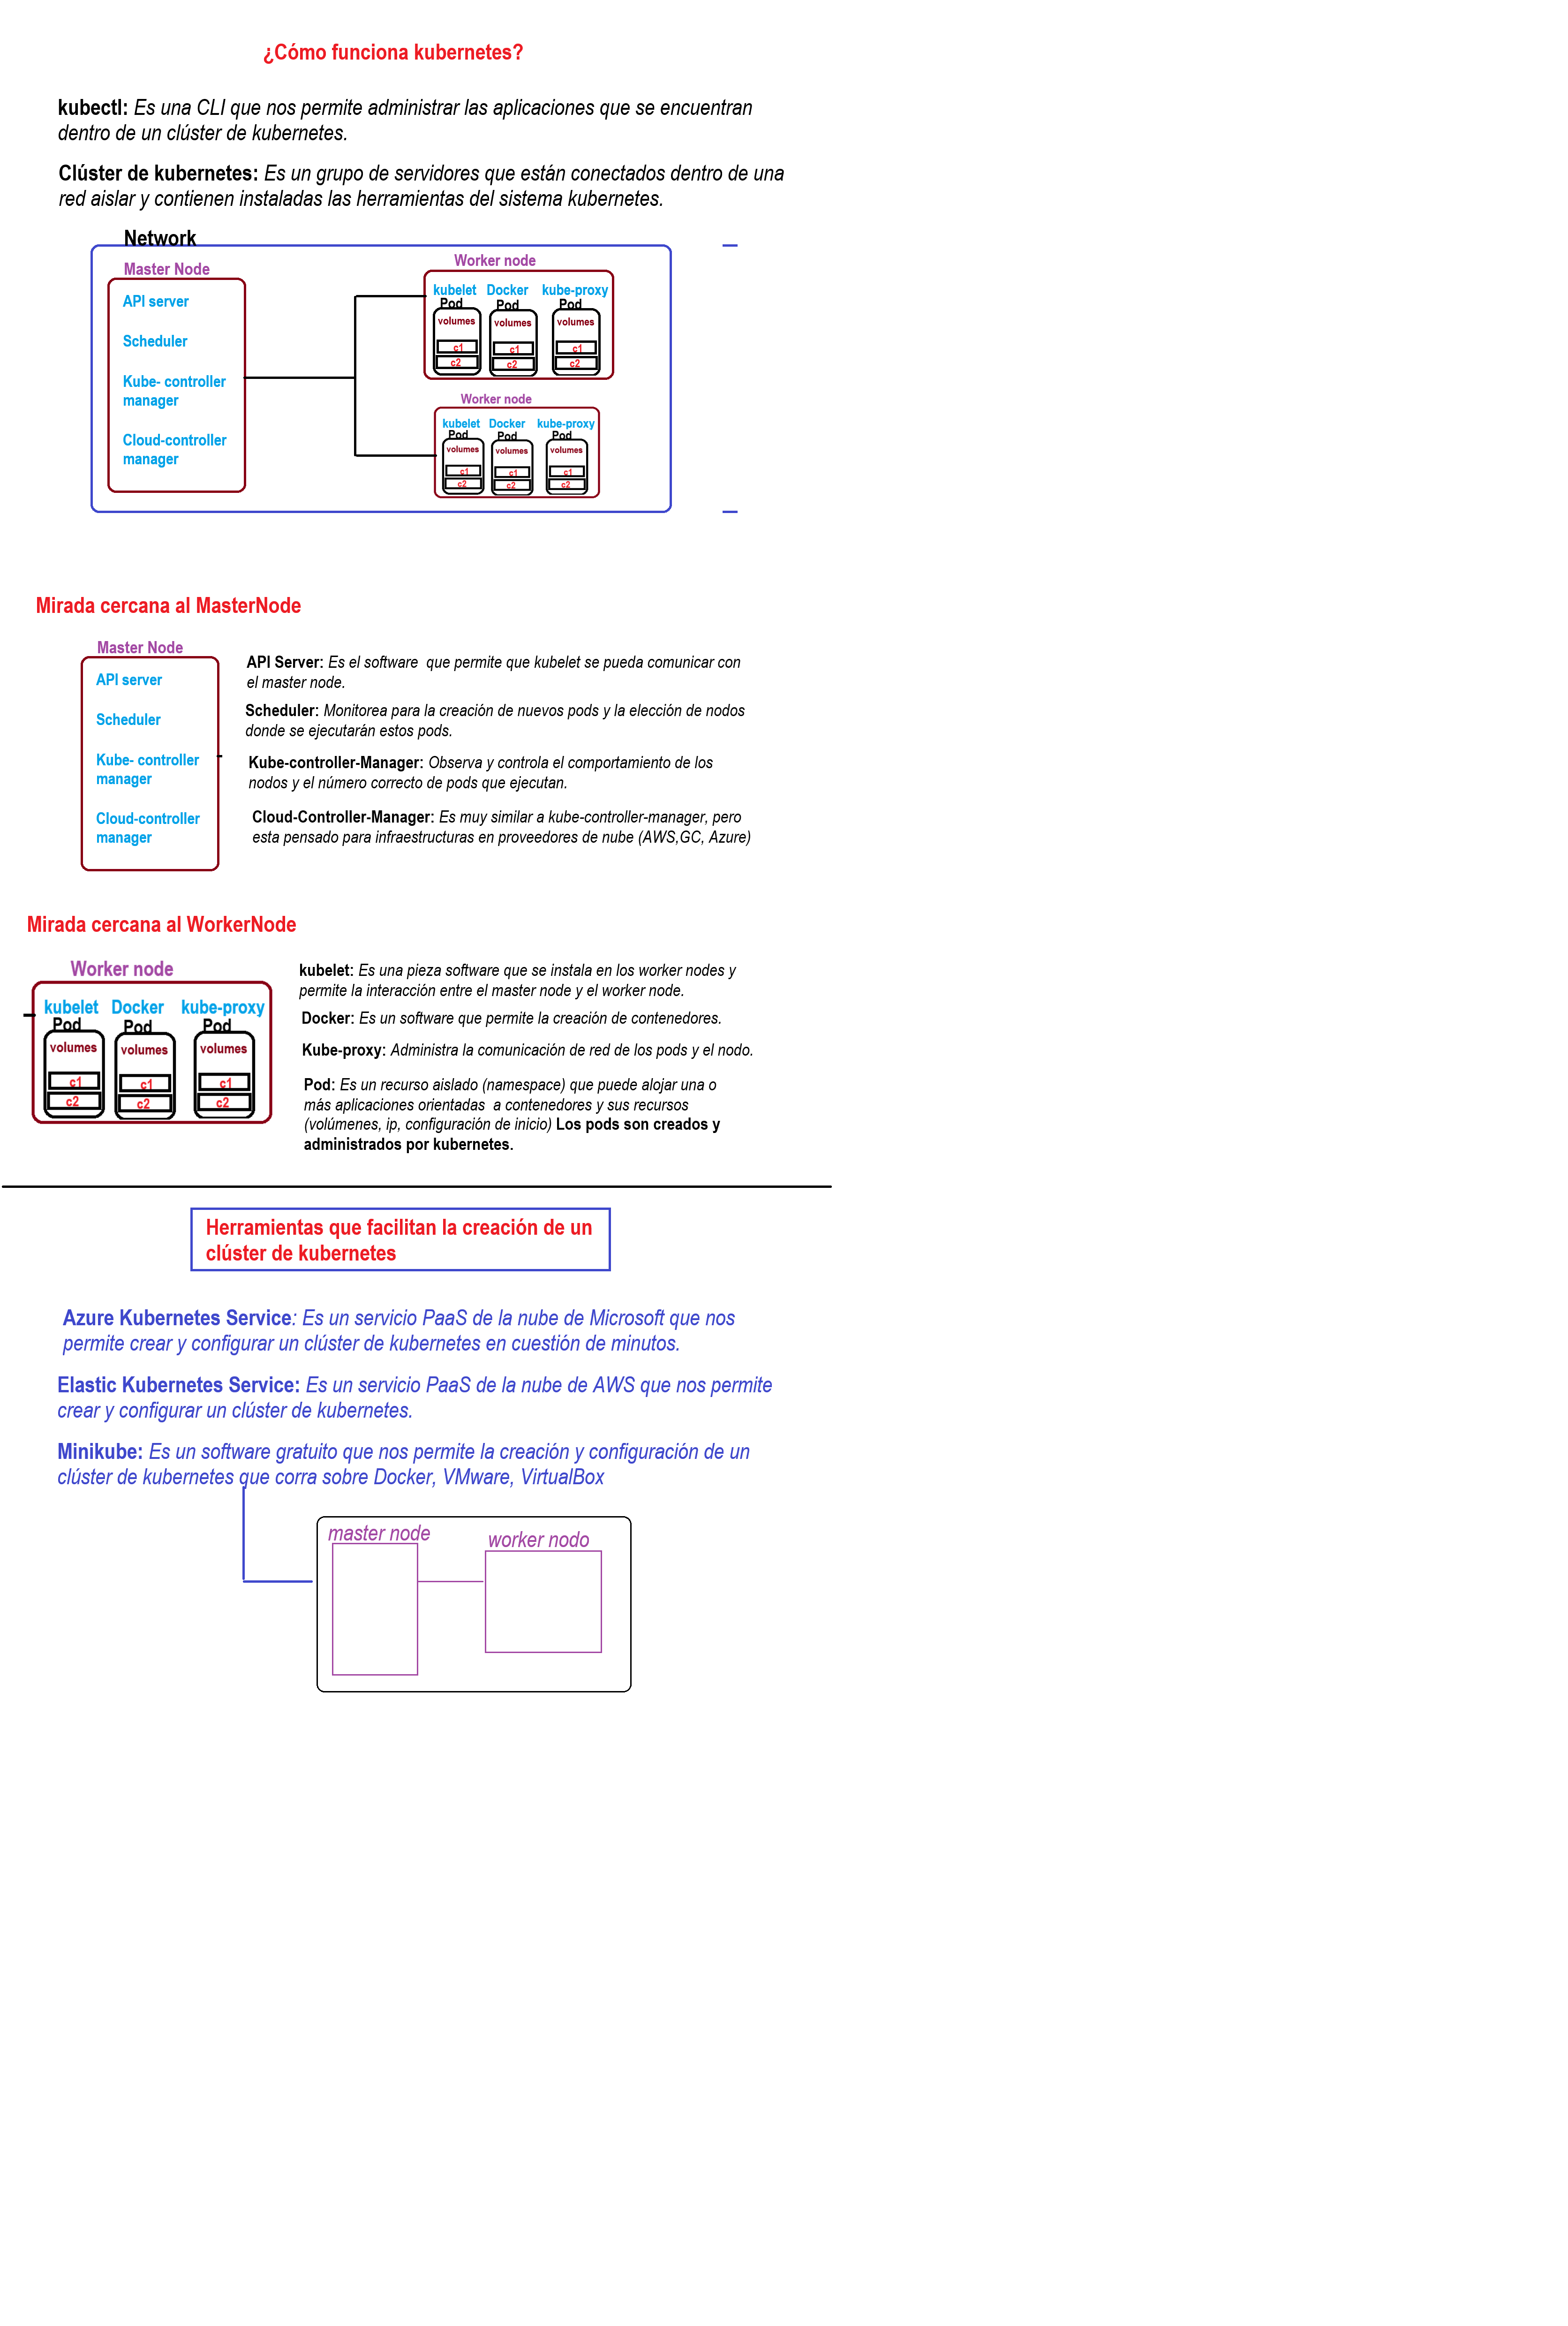 ¿Cómo funciona kubernetes?
kubectl: Es una CLI que nos permite administrar las aplicaciones que se encuentran
dentro de un clúster de kubernetes.
Clúster de kubernetes: Es un grupo de servidores que están conectados dentro de una
red aislar y contienen instaladas las herramientas del sistema kubernetes.
Network
Master Node
API server
Scheduler
Kube- controller
manager
Cloud-controller
manager
Worker node
kubelet Docker kube-proxy
Pod Pod Pod
volumes volumes volumes
c1 c1 c1
c2 c2 c2
Worker node
kubelet Docker kube-proxy
Pod Pod Pod
volumes volumes volumes
c1 c1 c1
c2 c2 c2
Mirada cercana al MasterNode
Master Node
API server
Scheduler
Kube- controller
manager
Cloud-controller
manager
API Server: Es el software  que permite que kubelet se pueda comunicar con
el master node.
Scheduler: Monitorea para la creación de nuevos pods y la elección de nodos
donde se ejecutarán estos pods.
Kube-controller-Manager: Observa y controla el comportamiento de los
nodos y el número correcto de pods que ejecutan.
Cloud-Controller-Manager: Es muy similar a kube-controller-manager, pero
esta pensado para infraestructuras en proveedores de nube (AWS,GC, Azure)
Mirada cercana al WorkerNode
Worker node
kubelet Docker kube-proxy
Pod Pod Pod
volumes volumes volumes
c1 c1 c1
c2 c2 c2
kubelet: Es una pieza software que se instala en los worker nodes y
permite la interacción entre el master node y el worker node.
Docker: Es un software que permite la creación de contenedores.
Kube-proxy: Administra la comunicación de red de los pods y el nodo.
Pod: Es un recurso aislado (namespace) que puede alojar una o
más aplicaciones orientadas  a contenedores y sus recursos
(volúmenes, ip, configuración de inicio) Los pods son creados y
administrados por kubernetes.
Herramientas que facilitan la creación de un
clúster de kubernetes
Azure Kubernetes Service: Es un servicio PaaS de la nube de Microsoft que nos
permite crear y configurar un clúster de kubernetes en cuestión de minutos.
Elastic Kubernetes Service: Es un servicio PaaS de la nube de AWS que nos permite
crear y configurar un clúster de kubernetes.
Minikube: Es un software gratuito que nos permite la creación y configuración de un
clúster de kubernetes que corra sobre Docker, VMware, VirtualBox
master node
worker nodo